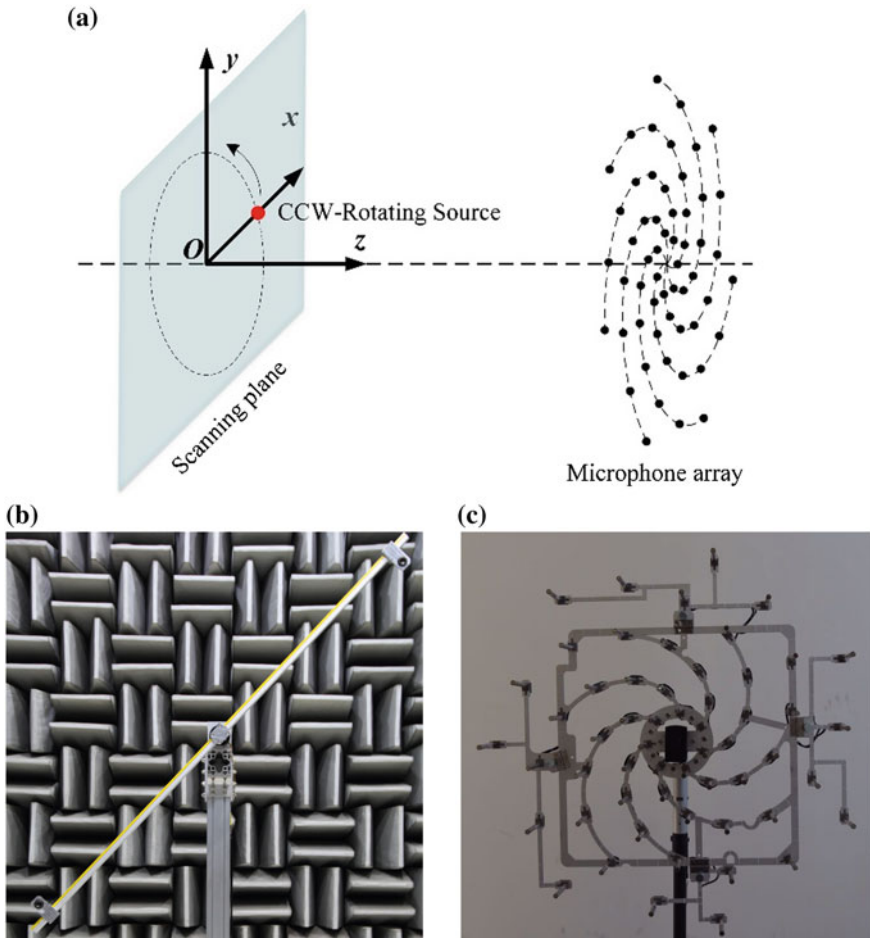 (a)
y
x
CCW-Rotating Source
O
z
Scanning plane
Microphone array
(b)
(c)